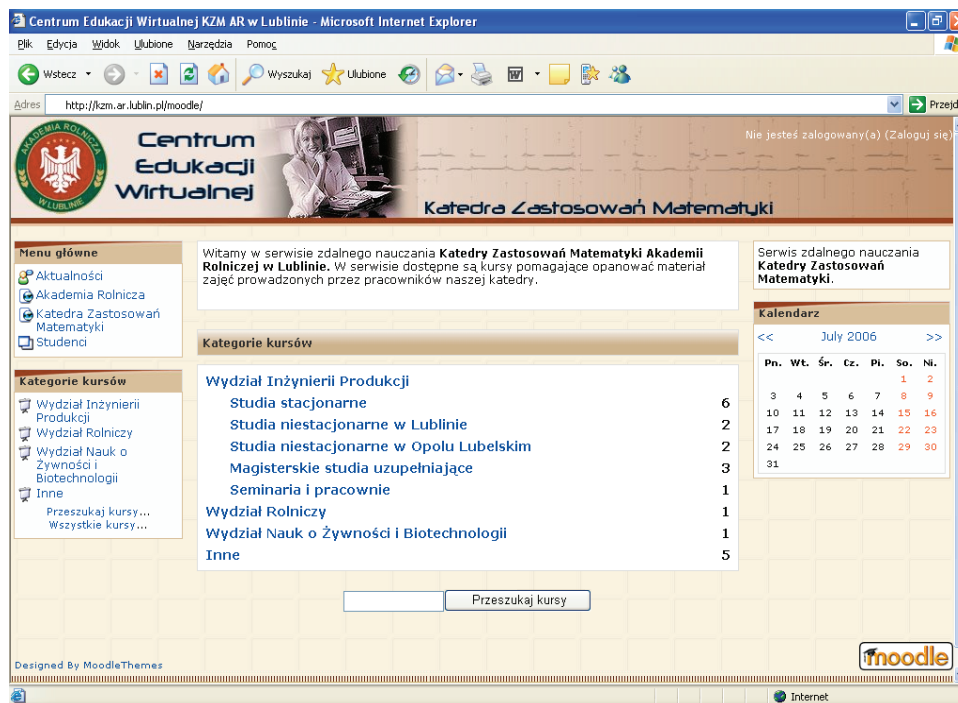 Centrum Edukacji Wirtualnej KZM AR w Lublinie - Microsoft Internet Explorer
Plik Edycja Widok Ulubione Narzędzia Pomoc
Wstecz Wyszukaj Ulubione
Adres http://kzm.ar.lublin.pl/moodle/ Przejd
AKADEMIA ROLNICZA
W LUBLINIE
Centrum
Edukacji
Wirtualnej
Nie jesteś zalogowany(a) (Zaloguj się)
Katedra Zastosowań Matematyki
Menu główne
Aktualności
Akademia Rolnicza
Katedra Zastosowań
Matematyki
Studenci
Kategorie kursów
Wydział Inżynierii
Produkcji
Wydział Rolniczy
Wydział Nauk o
Żywności i
Biotechnologii
Inne
Przeszukaj kursy...
Wszystkie kursy...
Witamy w serwisie zdalnego nauczania Katedry Zastosowań Matematyki Akademii
Rolniczej w Lublinie. W serwisie dostępne są kursy pomagające opanować materiał
zajęć prowadzonych przez pracowników naszej katedry.
Kategorie kursów
Wydział Inżynierii Produkcji
Studia stacjonarne 6
Studia niestacjonarne w Lublinie 2
Studia niestacjonarne w Opolu Lubelskim 2
Magisterskie studia uzupełniające 3
Seminaria i pracownie 1
Wydział Rolniczy 1
Wydział Nauk o Żywności i Biotechnologii 1
Inne 5
Przeszukaj kursy
Serwis zdalnego nauczania
Katedry Zastosowań
Matematyki.
Kalendarz
<< July 2006 >>
Pn. Wt. Śr. Cz. Pi. So. Ni.
1 2
3 4 5 6 7 8 9
10 11 12 13 14 15 16
17 18 19 20 21 22 23
24 25 26 27 28 29 30
31
Designed By MoodleThemes
moodle
Internet